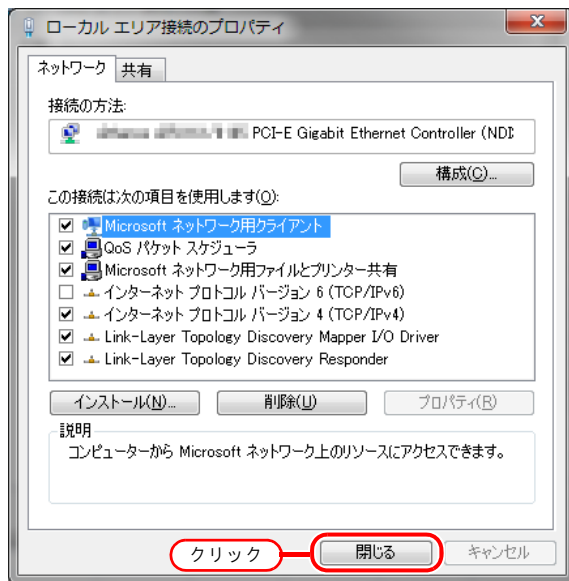 ローカル エリア接続のプロパティ
ネットワーク 共有
接続の方法:
PCI-E Gigabit Ethernet Controller (NDI
構成(C)...
この接続は次の項目を使用します(O):
Microsoft ネットワーク用クライアント
QoS パケット スケジューラ
Microsoft ネットワーク用ファイルとプリンター共有
インターネット プロトコル バージョン 6 (TCP/IPv6)
インターネット プロトコル バージョン 4 (TCP/IPv4)
Link-Layer Topology Discovery Mapper I/O Driver
Link-Layer Topology Discovery Responder
インストール(N)... 削除(U) プロパティ(R)
説明
コンピューターから Microsoft ネットワーク上のリソースにアクセスできます。
クリック 閉じる キャンセル